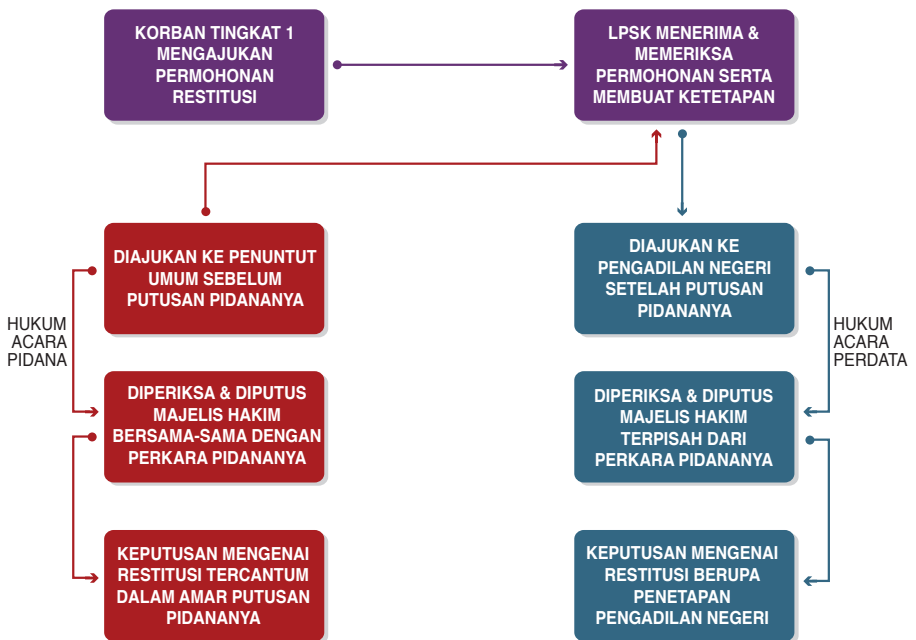 KORBAN TINGKAT 1
MENGAJUKAN
PERMOHONAN
RESTITUSI
LPSK MENERIMA &
MEMERIKSA
PERMOHONAN SERTA
MEMBUAT KETETAPAN
DIAJUKAN KE PENUNTUT
UMUM SEBELUM
PUTUSAN PIDANANYA
DIAJUKAN KE
PENGADILAN NEGERI
SETELAH PUTUSAN
PIDANANYA
HUKUM
ACARA
PIDANA
HUKUM
ACARA
PERDATA
DIPERIKSA & DIPUTUS
MAJELIS HAKIM
BERSAMA-SAMA DENGAN
PERKARA PIDANANYA
DIPERIKSA & DIPUTUS
MAJELIS HAKIM
TERPISAH DARI
PERKARA PIDANANYA
KEPUTUSAN MENGENAI
RESTITUSI TERCANTUM
DALAM AMAR PUTUSAN
PIDANANYA
KEPUTUSAN MENGENAI
RESTITUSI BERUPA
PENETAPAN
PENGADILAN NEGERI